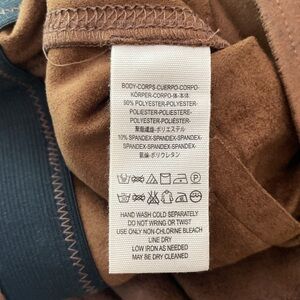 BODY-CORPS-CUERPO-CORPO-
KÖRPER-CORPO-体-本体
90% POLYESTER-POLYESTER-
POLIESTER-POLIESTERE-
POLYESTER-POLIÉSTER-
聚酯纖維-ポリエステル
10% SPANDEX-SPANDEX-SPANDEX-
SPANDEX-SPANDEX-SPANDEX-
氨綸-ポリウレタン
HAND WASH COLD SEPARATELY
DO NOT WRING OR TWIST
USE ONLY NON-CHLORINE BLEACH
LINE DRY
LOW IRON AS NEEDED
MAY BE DRY CLEANED